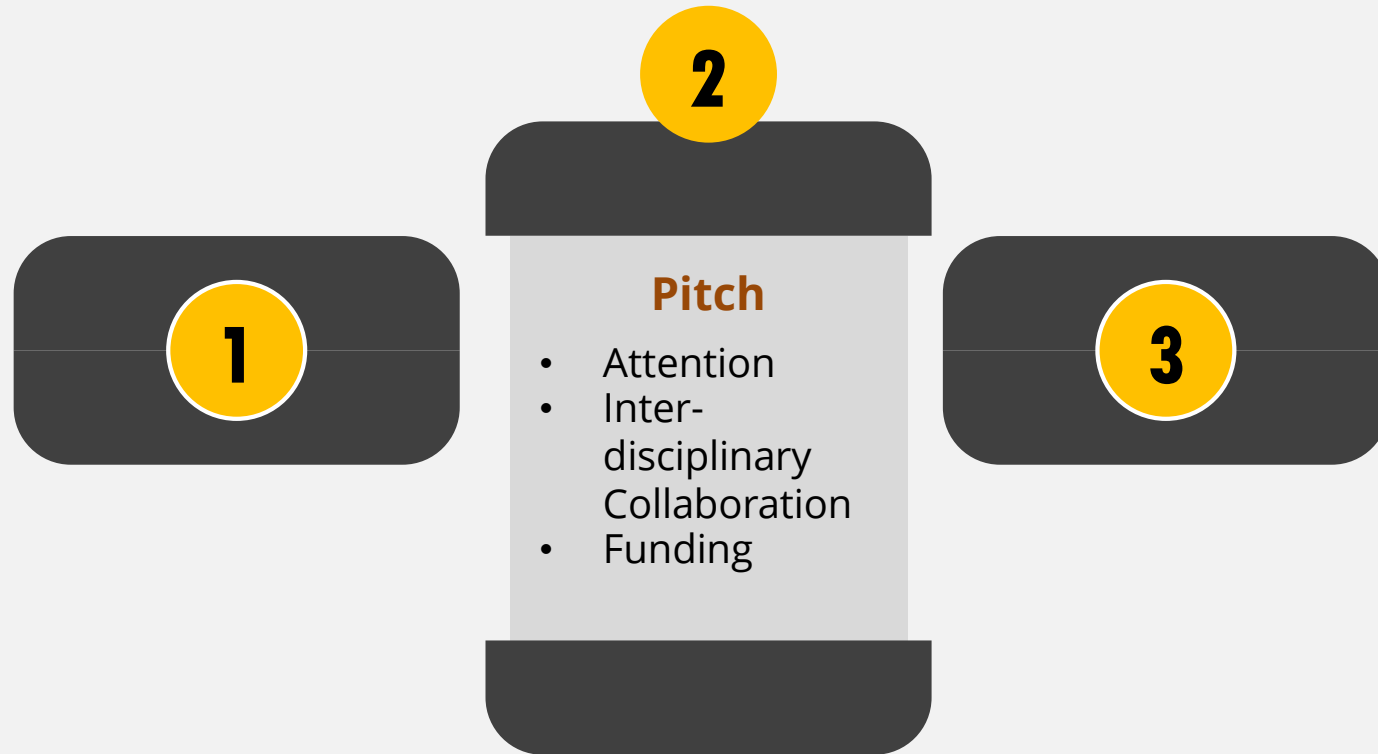 2
1
3
Pitch
• Attention
• Inter-
disciplinary
Collaboration
• Funding